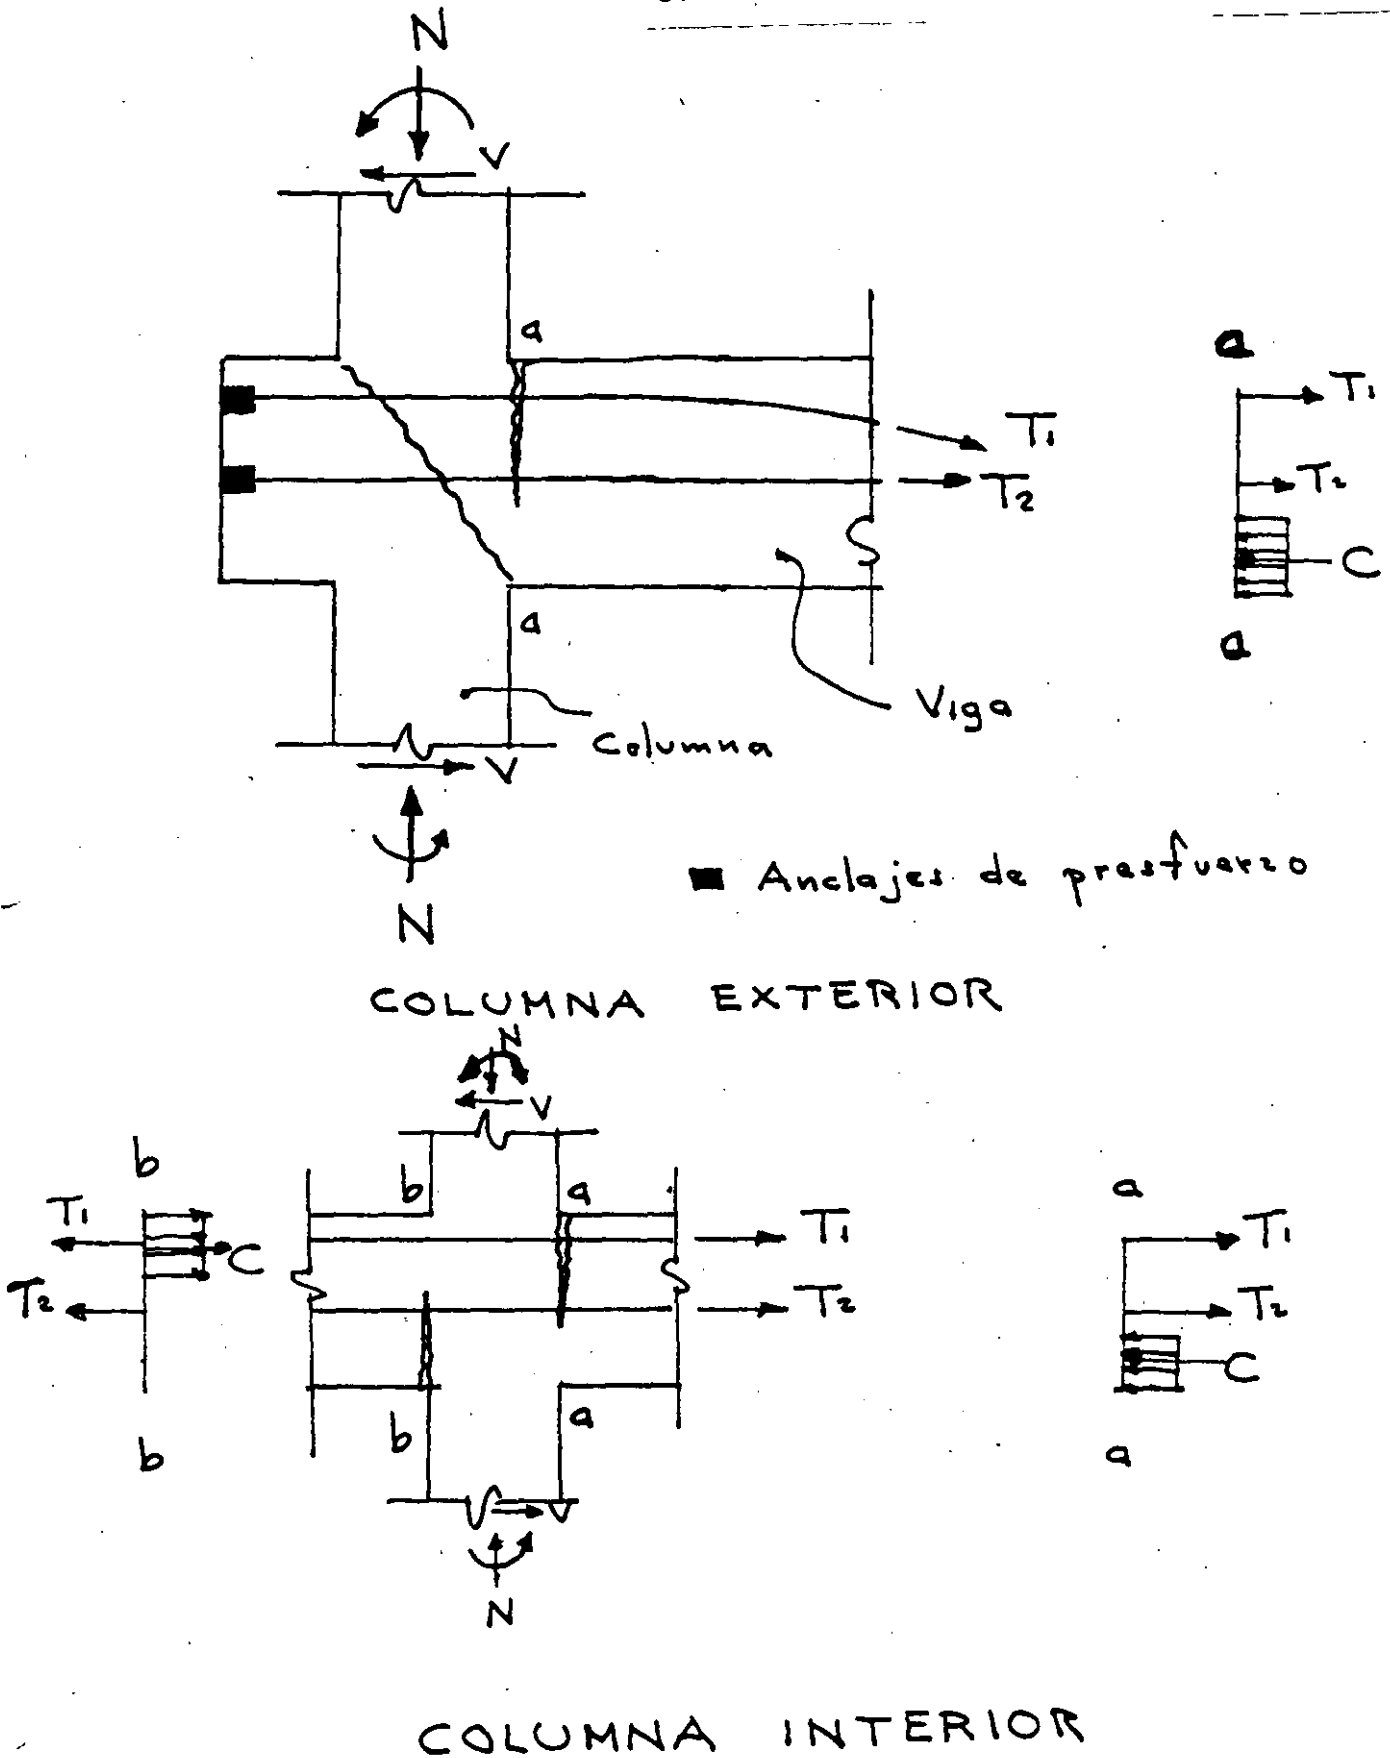 N
V
a
a
T1
T1
T2
T2
C
a
a
Viga
Columna
V
N
■ Anclajes de presfuerzo
COLUMNA EXTERIOR
N
V
b
b
a
a
T1
T1
T1
C
T2
T2
T2
C
b
b
a
a
V
N
COLUMNA INTERIOR